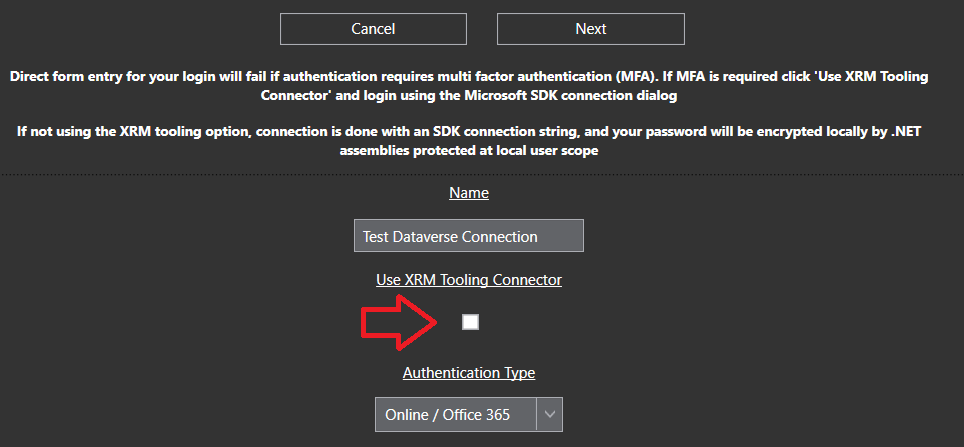 Cancel
Next
Direct form entry for your login will fail if authentication requires multi factor authentication (MFA). If MFA is required click 'Use XRM Tooling
Connector' and login using the Microsoft SDK connection dialog
If not using the XRM tooling option, connection is done with an SDK connection string, and your password will be encrypted locally by .NET
assemblies protected at local user scope
Name
Test Dataverse Connection
Use XRM Tooling Connector
Authentication Type
Online / Office 365